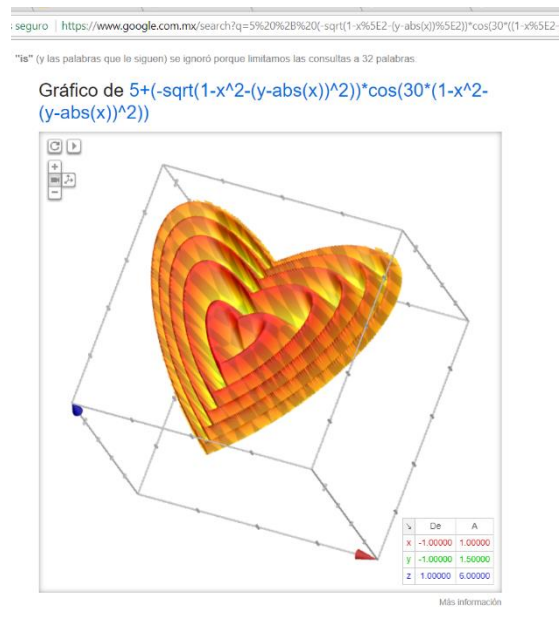 s seguro | https://www.google.com.mx/search?q=5%20%2B%20(-sqrt(1-x%5E2-(y-abs(x))%5E2))*cos(30*((1-x%5E2-
"is" (y las palabras que le siguen) se ignoró porque limitamos las consultas a 32 palabras.
Gráfico de 5+(-sqrt(1-x^2-(y-abs(x))^2))*cos(30*(1-x^2-
(y-abs(x))^2))
De A
x -1.00000 1.00000
y -1.00000 1.50000
z 1.00000 6.00000
Más información